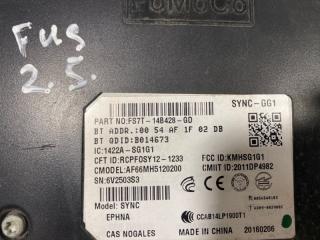 FoMoCo
Fus
2.5.
SYNC-GG1
PART NO:FS7T-14B428-GD
BT ADDR.:00 54 AF 1F 02 DB
BT QDID:B014673
IC:1422A-SG1G1
CFT ID:RCPFOSY12-1233
FCC ID:KMHSG1G1
CMODEL:AF66MH5120200
CMIIT ID:2011DP4982
S/N:6V2503S3
Model: SYNC
EPHNA
CCAB14LP1900T1
CAS NOGALES
MADE IN CHINA
20160206